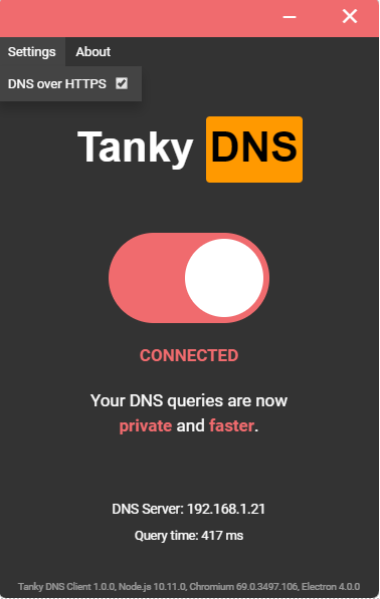 Settings About
DNS over HTTPS
Tanky DNS
CONNECTED
Your DNS queries are now
private and faster.
DNS Server: 192.168.1.21
Query time: 417 ms
Tanky DNS Client 1.0.0, Node.ja 10.11.0, Chromium 69.0.3497.106, Electron 4.0.0